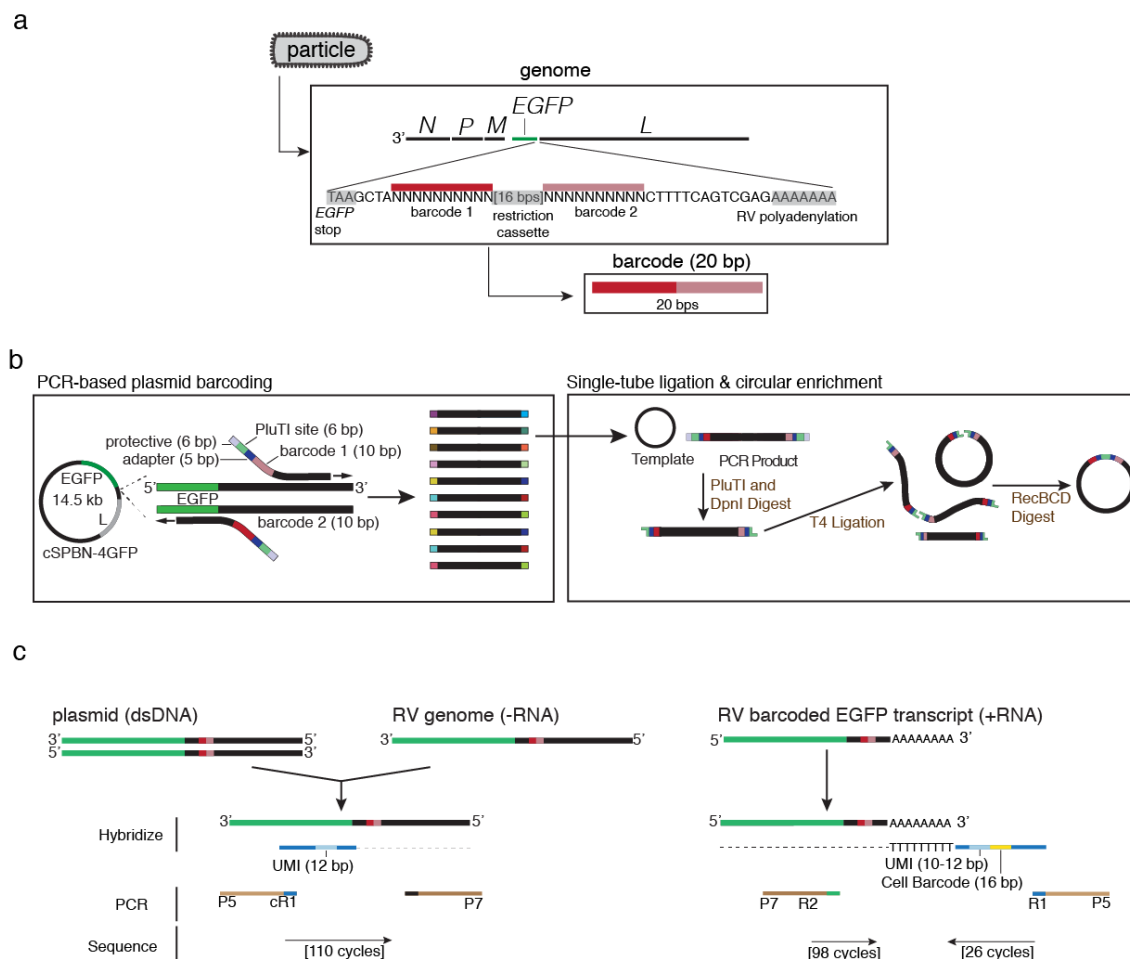 a
particle
genome
EGFP
3’ N P M L
TAAGCTANNNNNNNNNN[16 bps]NNNNNNNNNNCTTTTCAGTCGAGAAAAAAA
EGFP stop
barcode 1
restriction cassette
barcode 2
RV polyadenylation
barcode (20 bp)
20 bps
b
PCR-based plasmid barcoding
protective (6 bp)
adapter (5 bp)
PluTI site (6 bp)
barcode 1 (10 bp)
EGFP
14.5 kb
L
cSPBN-4GFP
5’ 3’
EGFP
barcode 2 (10 bp)
Single-tube ligation & circular enrichment
Template
PCR Product
PluTI and
DpnI Digest
T4 Ligation
RecBCD
Digest
c
plasmid (dsDNA)
3’ 5’
5’ 3’
RV genome (-RNA)
3’ 5’
RV barcoded EGFP transcript (+RNA)
5’ AAAAAAAA 3’
Hybridize
3’ 5’
UMI (12 bp)
5’ AAAAAAAA 3’
TTTTTTTTT
UMI (10-12 bp)
Cell Barcode (16 bp)
PCR
P5 cR1 P7
P7 R2 R1 P5
Sequence
[110 cycles]
[98 cycles]
[26 cycles]